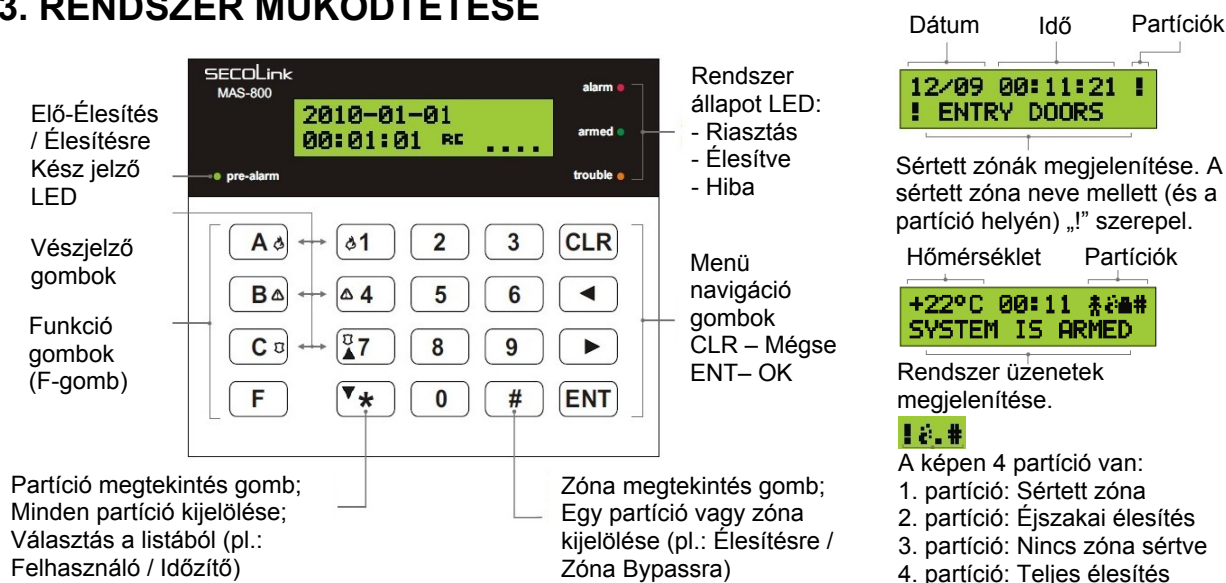 3. RENDSZER MŰKÖDTETÉSE
Elő-Élesítés
/ Élesítésre
Kész jelző
LED
Vészjelző
gombok
Funkció
gombok
(F-gomb)
SECOLink
MAS-800
2010-01-01
00:01:01 RC ....
alarm
armed
trouble
pre-alarm
A 1 2 3 CLR
B 4 5 6 ◄
C 7 8 9 ►
F ▼* 0 # ENT
Rendszer
állapot LED:
- Riasztás
- Élesítve
- Hiba
Menü
navigáció
gombok
CLR – Mégse
ENT– OK
Partíció megtekintés gomb;
Minden partíció kijelölése;
Választás a listából (pl.:
Felhasználó / Időzítő)
Zóna megtekintés gomb;
Egy partíció vagy zóna
kijelölése (pl.: Élesítésre /
Zóna Bypassra)
Dátum Idő Partíciók
12/09 00:11:21 !
! ENTRY DOORS
Sértett zónák megjelenítése. A
sértett zóna neve mellett (és a
partíció helyén) „!” szerepel.
Hőmérséklet Partíciók
+22ºC 00:11 #
SYSTEM IS ARMED
Rendszer üzenetek
megjelenítése.
! . #
A képen 4 partíció van:
1. partíció: Sértett zóna
2. partíció: Éjszakai élesítés
3. partíció: Nincs zóna sértve
4. partíció: Teljes élesítés